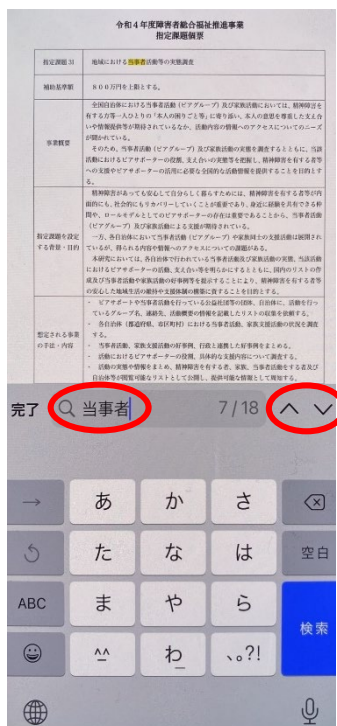 令和４年度障害者総合福祉推進事業
指定課題個票
指定課題 31
地域における当事者活動等の実態調査
補助基準額
８００万円を上限とする。
全国自治体における当事者活動（ピアグループ）及び家族活動においては、精神障害を
有する方等一人ひとりの「本人の困りごと等」に寄り添い、本人の意思を尊重した支え合
いや情報提供等が期待されているなか、活動内容の情報へのアクセスについてのニーズ
が聞かれている。
事業概要
そのため、当事者活動（ピアグループ）及び家族活動の実態を調査するとともに、当該
活動におけるピアサポーターの役割、支え合いの実態を把握し、精神障害を有する者等
への支援やピアサポーターの活用に必要な全国的な活動情報を提供することを目的とす
る。
精神障害があっても安心して自分らしく暮らすためには、精神障害を有する者等が内
面的にも、社会的にもリカバリーしていくことが重要であり、身近に経験を共有できる仲
間や、ロールモデルとしてのピアサポーターの存在は重要であることから、当事者活動
（ピアグループ）及び家族活動による支援が期待されている。
指定課題を設定
する背景・目的
一方、各自治体において当事者活動（ピアグループ）や家族同士の支援活動は展開され
ているが、得られる内容や情報へのアクセスについての課題がある。
本研究においては、各自治体で行われている当事者活動及び家族活動の実態、当該活動
におけるピアサポーターの活動、支え合い等を明らかにするとともに、国内のリストの作
成及び当事者活動や家族活動の好事例等を提示することにより、精神障害を有する者等
の安心した地域生活の維持や支援体制の構築に資することを目的とする。
- ピアサポートや当事者活動を行っている公益社団等の団体、自治体に、活動を行っ
ているグループ名、連絡先、活動概要の情報を記載したリストの収集を依頼する。
- 各自治体（都道府県、市区町村）における当事者活動、家族支援活動の状況を調査
する。
想定される事業
の手法・内容
- 当事者活動、家族支援活動の好事例、行政と連携した好事例をまとめる。
- 活動におけるピアサポーターの役割、具体的な支援内容について調査する。
- 活動の実態や情報をまとめ、精神障害を有する者、家族、当事者活動をする者及び
自治体等が閲覧可能なリストとして公開し、提供可能な情報として周知する。
完了 当事者 7 / 18
→ あ か さ
た な は 空白
ABC ま や ら 検索
^^ わ_ 、。?!